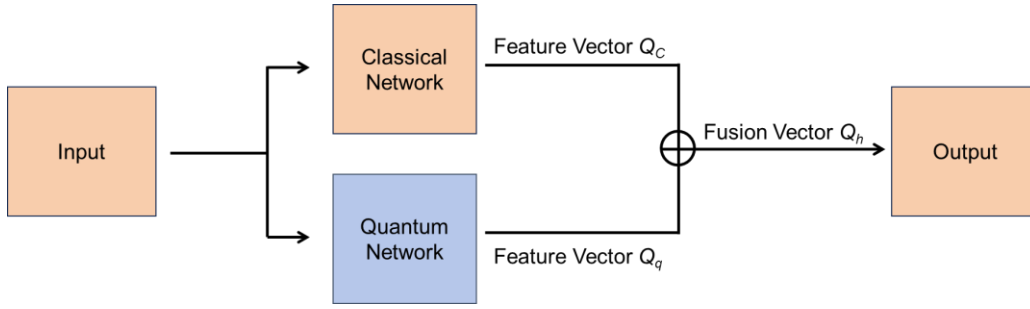 Input
Classical
Network
Feature Vector Q_C
Quantum
Network
Feature Vector Q_q
Fusion Vector Q_h
Output